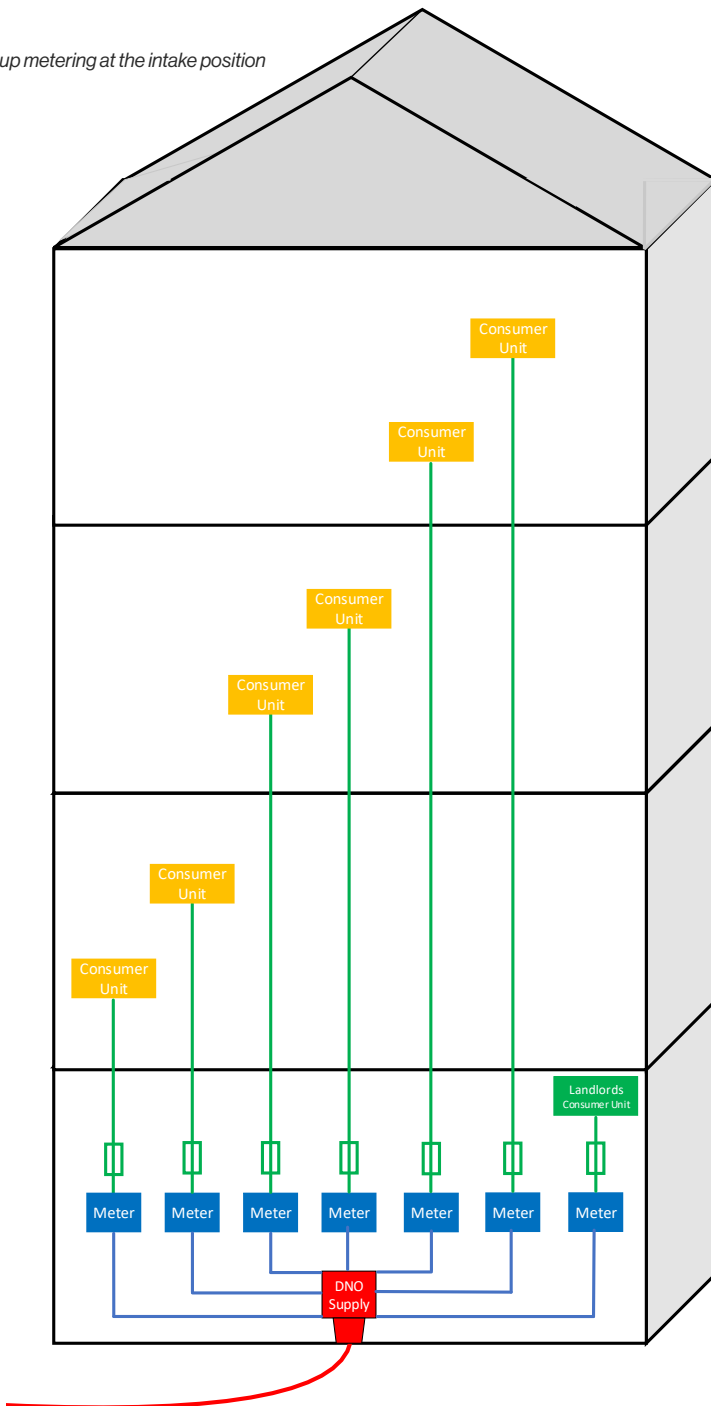 up metering at the intake position
Consumer
Unit
Consumer
Unit
Consumer
Unit
Consumer
Unit
Consumer
Unit
Consumer
Unit
Landlords
Consumer Unit
Meter
Meter
Meter
Meter
Meter
Meter
Meter
DNO
Supply